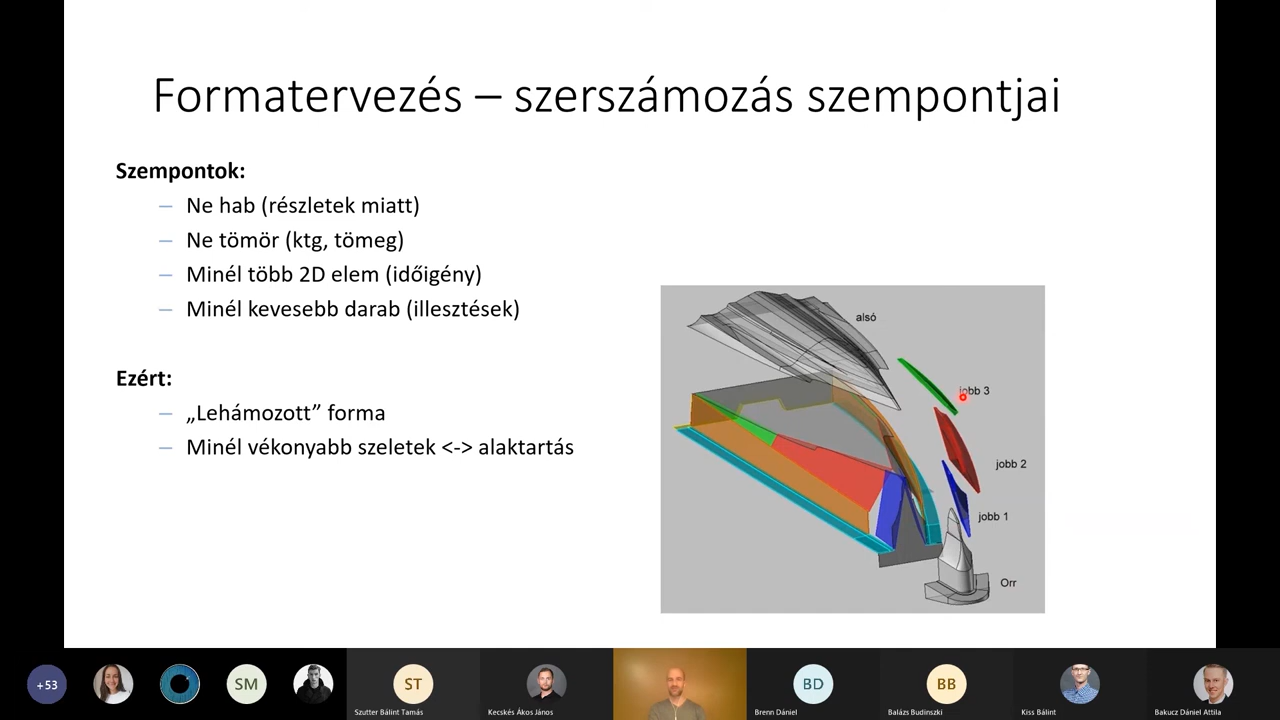 Formatervezés – szerszámozás szempontjai
Szempontok:
– Ne hab (részletek miatt)
– Ne tömör (ktg, tömeg)
– Minél több 2D elem (időigény)
– Minél kevesebb darab (illesztések)
Ezért:
– „Lehámozott” forma
– Minél vékonyabb szeletek <-> alaktartás
alsó
jobb 3
jobb 2
jobb 1
Orr
+53
SM
ST
BD
BB
Szutter Bálint Tamás
Kecskés Ákos János
Brenn Dániel
Balázs Budinszki
Kiss Bálint
Bakucz Dániel Attila